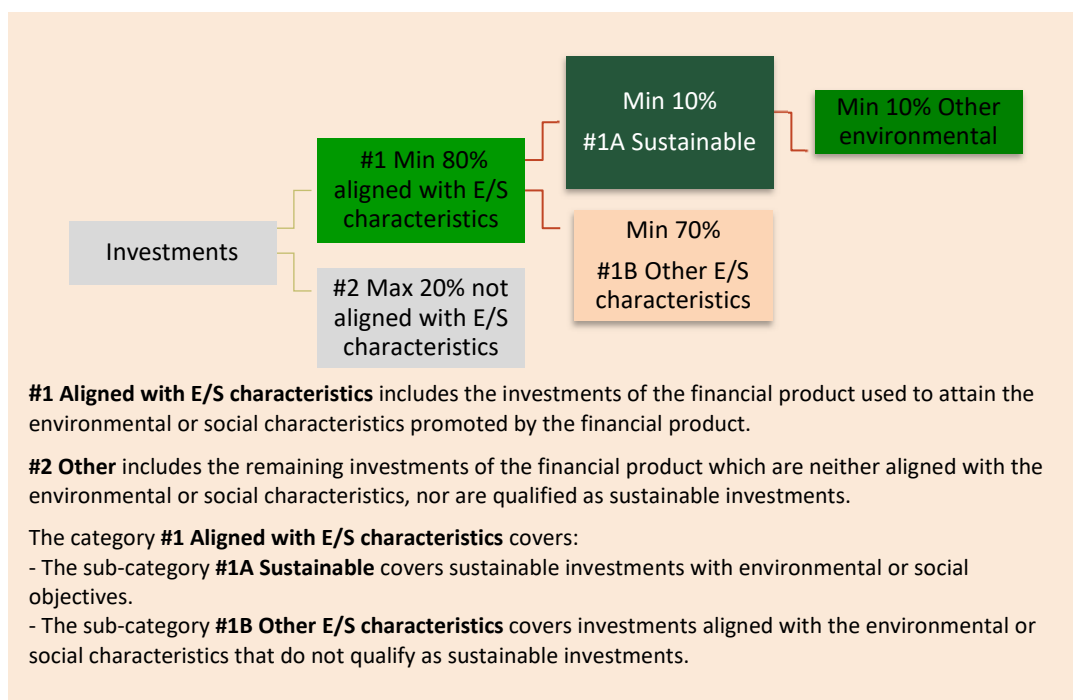 Investments
#1 Min 80%
aligned with E/S
characteristics
#2 Max 20% not
aligned with E/S
characteristics
Min 10%
#1A Sustainable
Min 70%
#1B Other E/S
characteristics
Min 10% Other
environmental
#1 Aligned with E/S characteristics includes the investments of the financial product used to attain the
environmental or social characteristics promoted by the financial product.
#2 Other includes the remaining investments of the financial product which are neither aligned with the
environmental or social characteristics, nor are qualified as sustainable investments.
The category #1 Aligned with E/S characteristics covers:
- The sub-category #1A Sustainable covers sustainable investments with environmental or social
objectives.
- The sub-category #1B Other E/S characteristics covers investments aligned with the environmental or
social characteristics that do not qualify as sustainable investments.